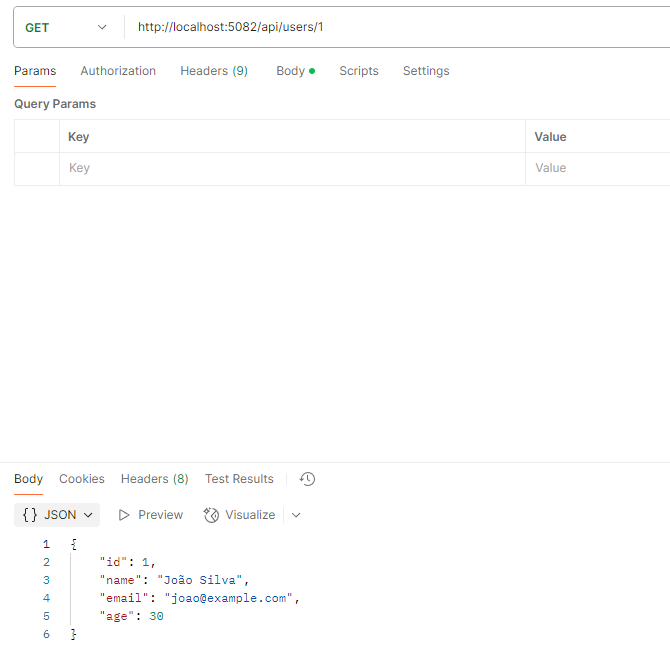 GET http://localhost:5082/api/users/1
Params Authorization Headers (9) Body Scripts Settings
Query Params
Key Value
Key Value
Body Cookies Headers (8) Test Results
{} JSON Preview Visualize
1 {
2 "id": 1,
3 "name": "João Silva",
4 "email": "joao@example.com",
5 "age": 30
6 }